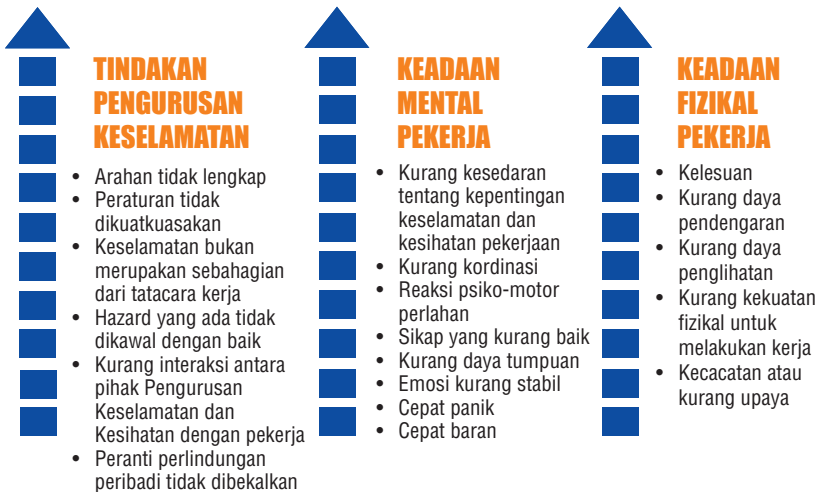 TINDAKAN
PENGURUSAN
KESELAMATAN
• Arahan tidak lengkap
• Peraturan tidak
dikuatkuasakan
• Keselamatan bukan
merupakan sebahagian
dari tatacara kerja
• Hazard yang ada tidak
dikawal dengan baik
• Kurang interaksi antara
pihak Pengurusan
Keselamatan dan
Kesihatan dengan pekerja
• Peranti perlindungan
peribadi tidak dibekalkan
KEADAAN
MENTAL
PEKERJA
• Kurang kesedaran
tentang kepentingan
keselamatan dan
kesihatan pekerjaan
• Kurang kordinasi
• Reaksi psiko-motor
perlahan
• Sikap yang kurang baik
• Kurang daya tumpuan
• Emosi kurang stabil
• Cepat panik
• Cepat baran
KEADAAN
FIZIKAL
PEKERJA
• Kelesuan
• Kurang daya
pendengaran
• Kurang daya
penglihatan
• Kurang kekuatan
fizikal untuk
melakukan kerja
• Kecacatan atau
kurang upaya